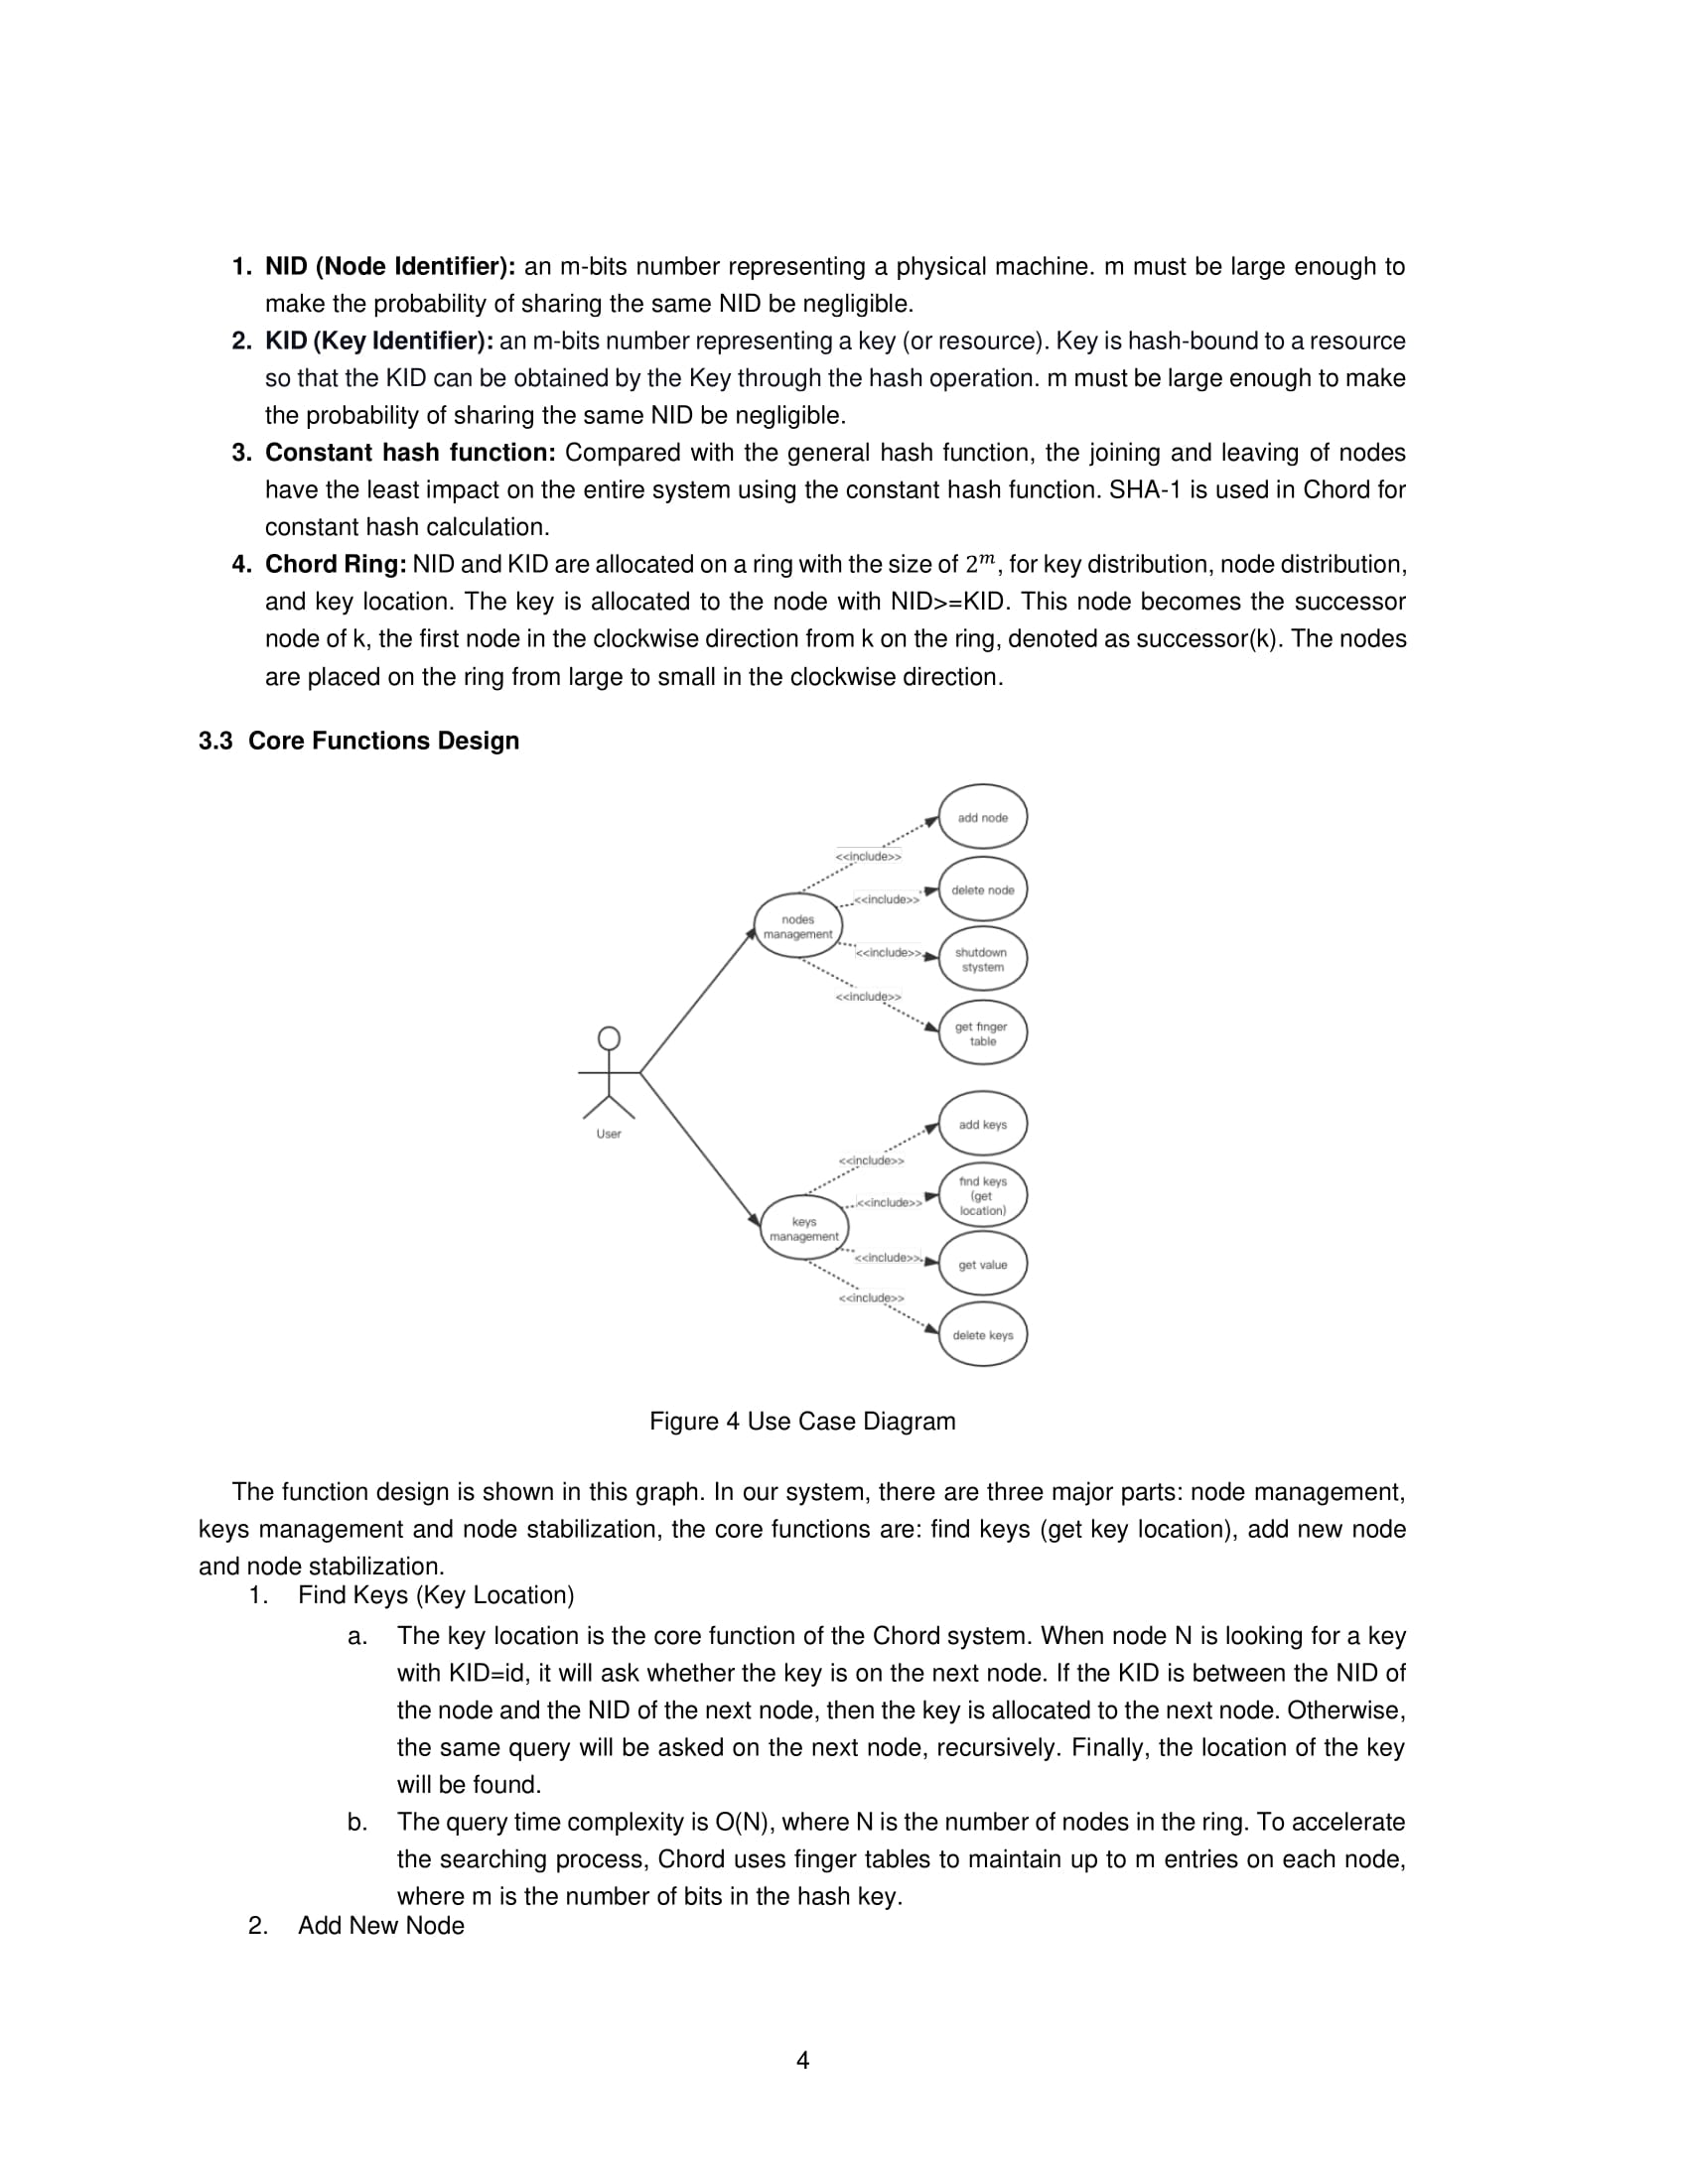 1. NID (Node Identifier): an m-bits number representing a physical machine. m must be large enough to
make the probability of sharing the same NID be negligible.
2. KID (Key Identifier): an m-bits number representing a key (or resource). Key is hash-bound to a resource
so that the KID can be obtained by the Key through the hash operation. m must be large enough to make
the probability of sharing the same NID be negligible.
3. Constant hash function: Compared with the general hash function, the joining and leaving of nodes
have the least impact on the entire system using the constant hash function. SHA-1 is used in Chord for
constant hash calculation.
4. Chord Ring: NID and KID are allocated on a ring with the size of 2^m, for key distribution, node distribution,
and key location. The key is allocated to the node with NID>=KID. This node becomes the successor
node of k, the first node in the clockwise direction from k on the ring, denoted as successor(k). The nodes
are placed on the ring from large to small in the clockwise direction.
3.3 Core Functions Design
add node
<<include>>
delete node
<<include>>
nodes
management
<<include>>
shutdown
stystem
<<include>>
get finger
table
User
add keys
<<include>>
find keys
(get
location)
<<include>>
keys
management
<<include>>
get value
<<include>>
delete keys
Figure 4 Use Case Diagram
The function design is shown in this graph. In our system, there are three major parts: node management,
keys management and node stabilization, the core functions are: find keys (get key location), add new node
and node stabilization.
1. Find Keys (Key Location)
a. The key location is the core function of the Chord system. When node N is looking for a key
with KID=id, it will ask whether the key is on the next node. If the KID is between the NID of
the node and the NID of the next node, then the key is allocated to the next node. Otherwise,
the same query will be asked on the next node, recursively. Finally, the location of the key
will be found.
b. The query time complexity is O(N), where N is the number of nodes in the ring. To accelerate
the searching process, Chord uses finger tables to maintain up to m entries on each node,
where m is the number of bits in the hash key.
2. Add New Node
4